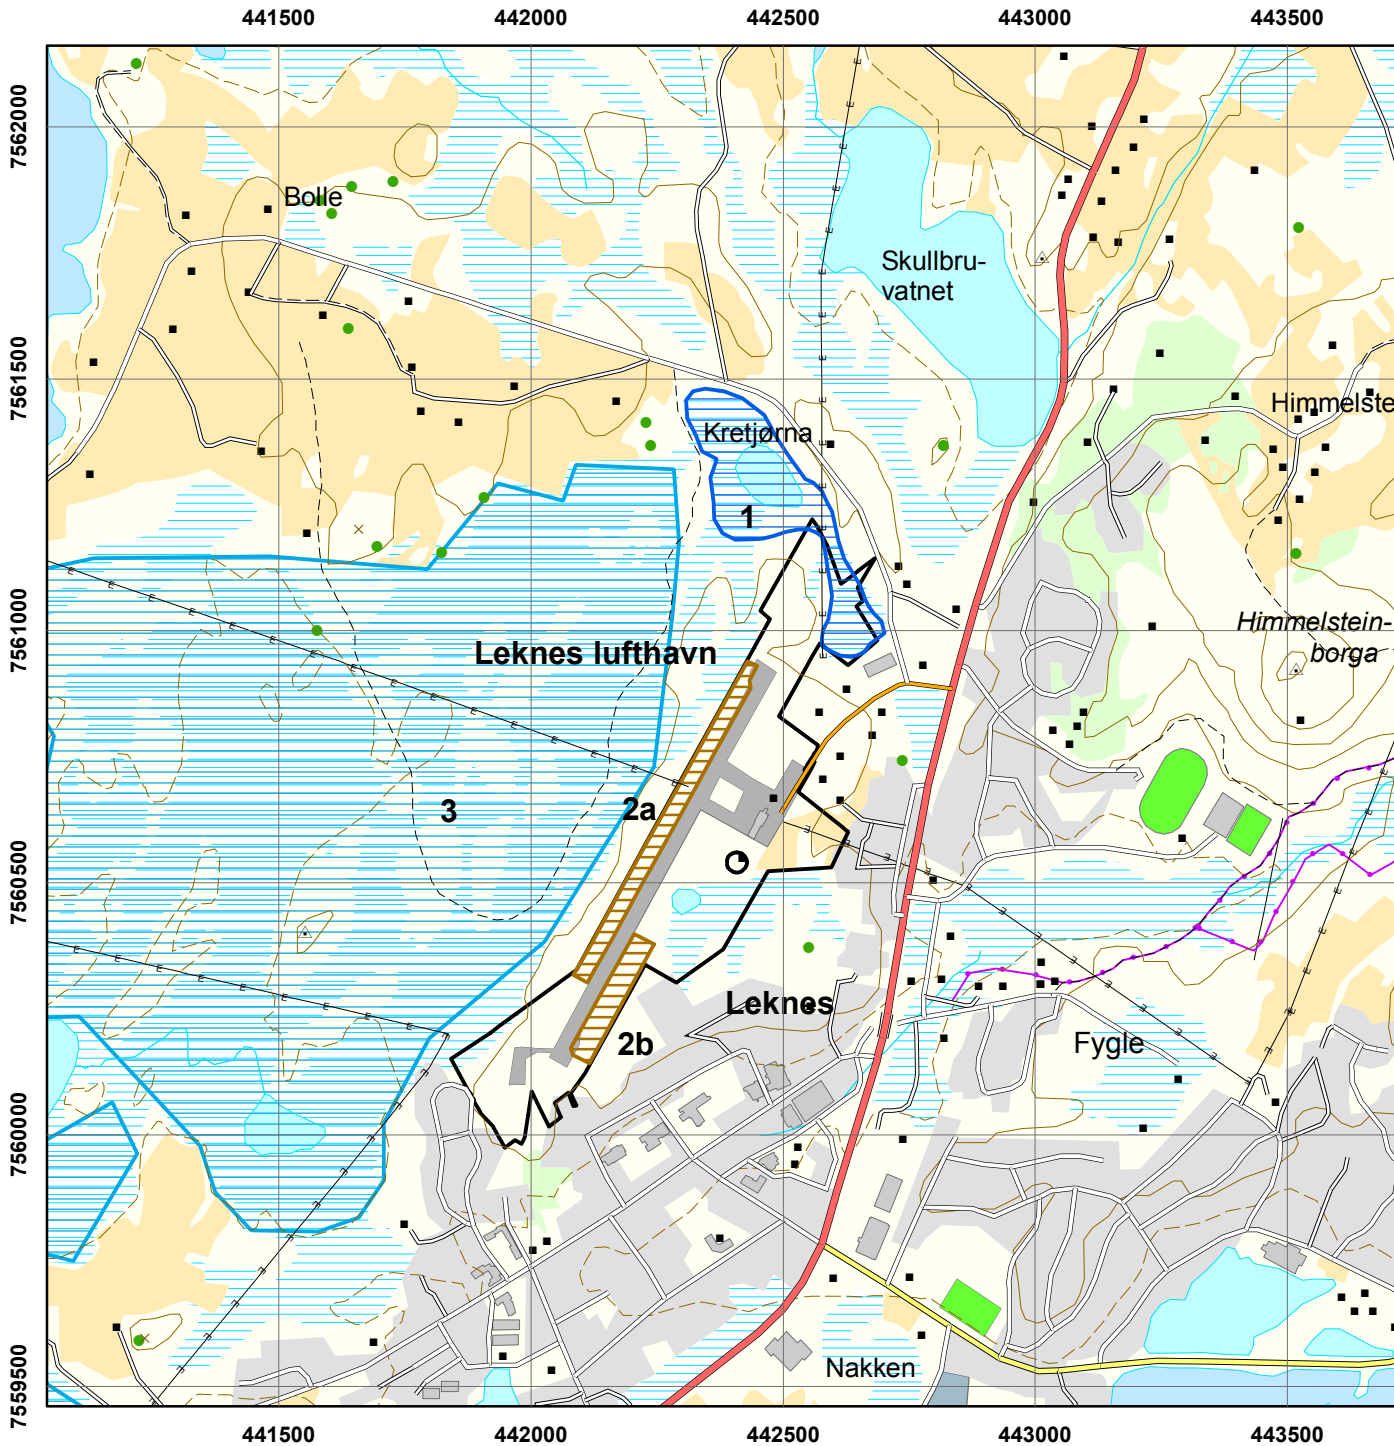 441500 442000 442500 443000 443500
7562000
Bolle
Skullbru-
vatnet
7561500
Himmelste
Kretjørna
1
7561000
Himmelstein-
borga
Leknes lufthavn
3
2a
7560500
Leknes
2b
Fygle
7560000
Nakken
7559500
441500 442000 442500 443000 443500